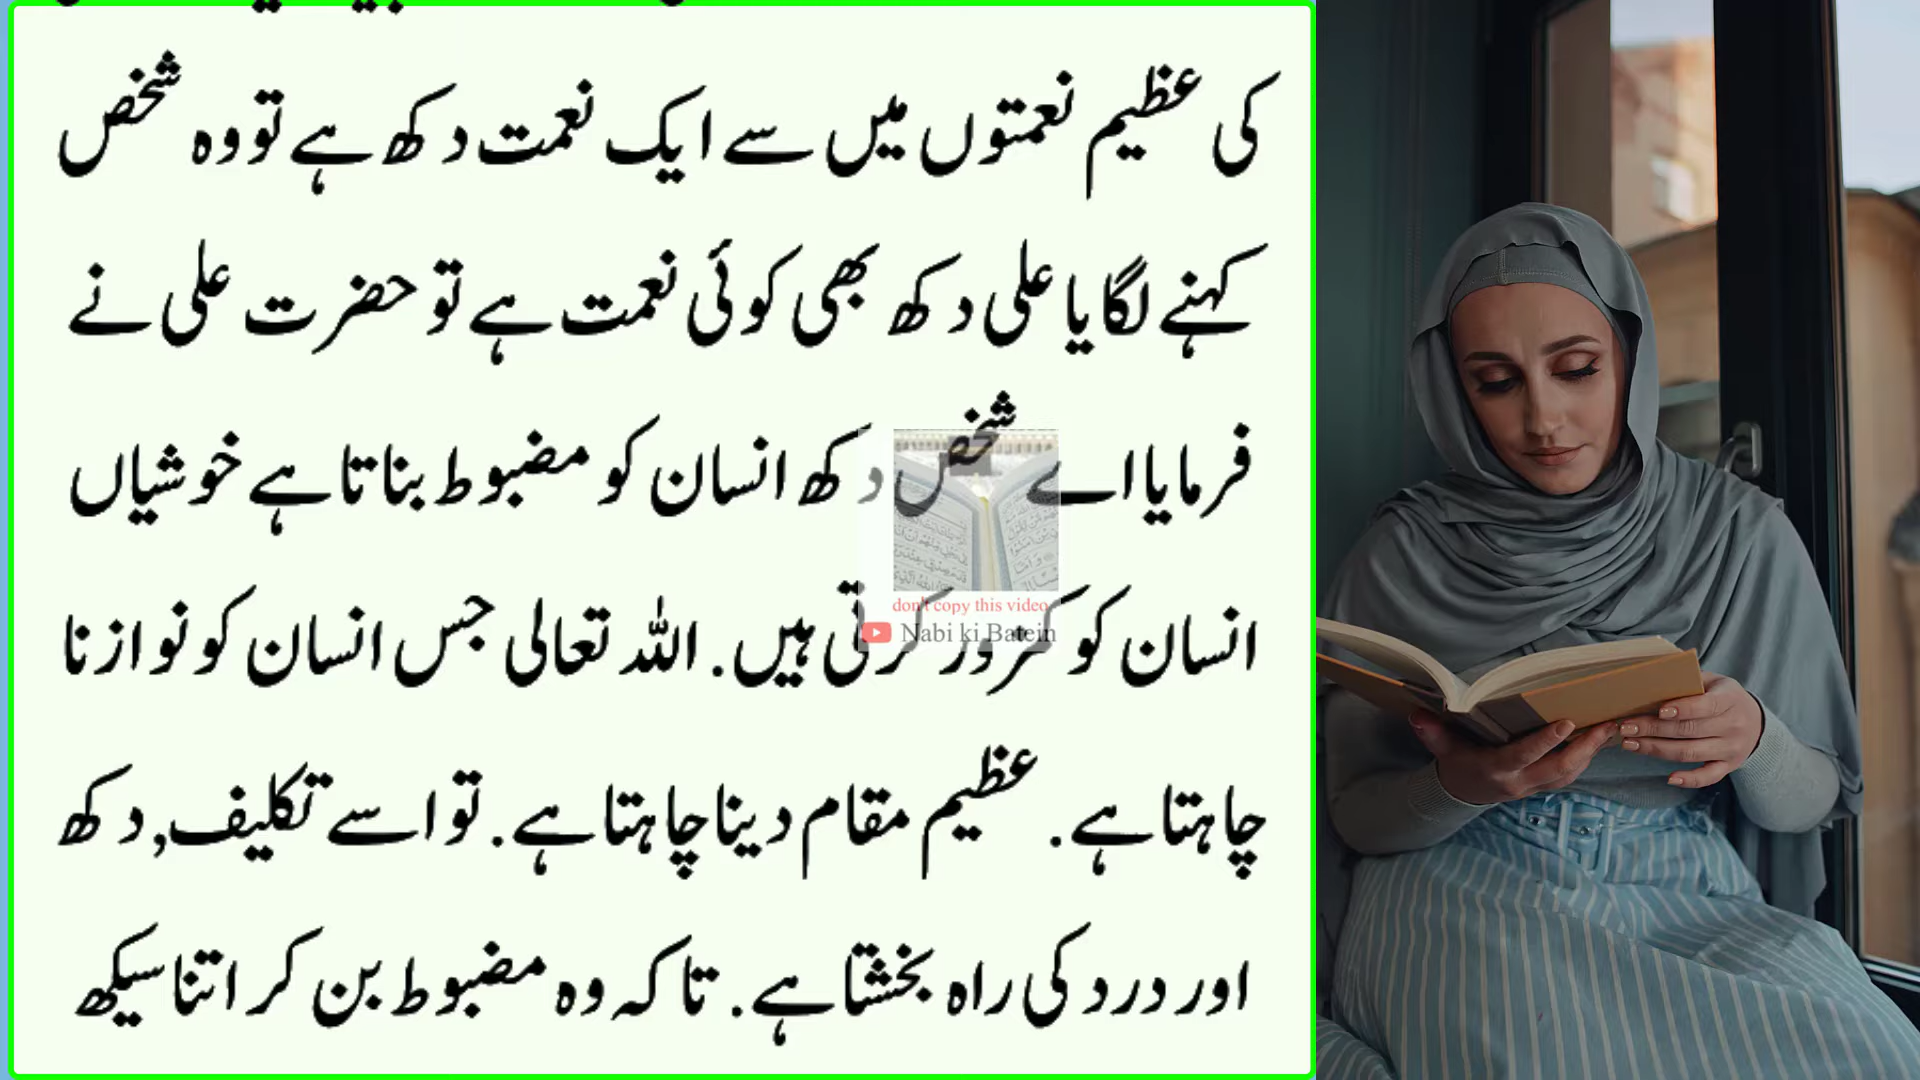 کی عظیم نعمتوں میں سے ایک نعمت دکھ ہے تو وہ شخص
کہنے لگا یا علی دکھ بھی کوئی نعمت ہے تو حضرت علی نے
فرمایا اے شخص دکھ انسان کو مضبوط بناتا ہے خوشیاں
انسان کو کمزور کرتی ہیں. اللہ تعالی جس انسان کو نوازنا
چاہتا ہے. عظیم مقام دینا چاہتا ہے. تو اسے تکلیف, دکھ
اور درد کی راہ بخشتا ہے. تاکہ وہ مضبوط بن کر اتنا سیکھ
don't copy this video
Nabi ki Batein